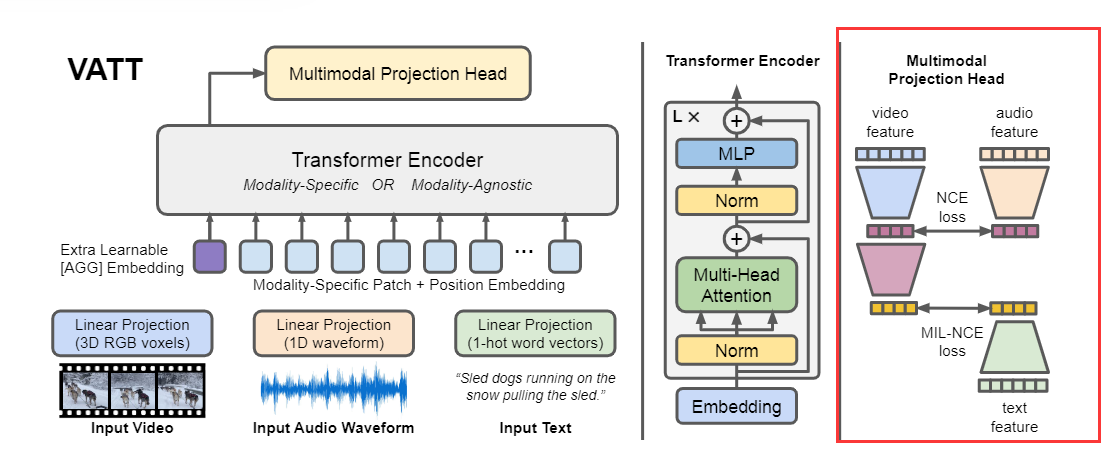 VATT
Multimodal Projection Head
Transformer Encoder
Modality-Specific OR Modality-Agnostic
Extra Learnable
[AGG] Embedding
...
Modality-Specific Patch + Position Embedding
Linear Projection
(3D RGB voxels)
Linear Projection
(1D waveform)
Linear Projection
(1-hot word vectors)
“Sled dogs running on the
snow pulling the sled.”
Input Video
Input Audio Waveform
Input Text
Transformer Encoder
L ×
+
MLP
Norm
+
Multi-Head
Attention
Norm
Embedding
Multimodal
Projection Head
video
feature
audio
feature
NCE
loss
MIL-NCE
loss
text
feature